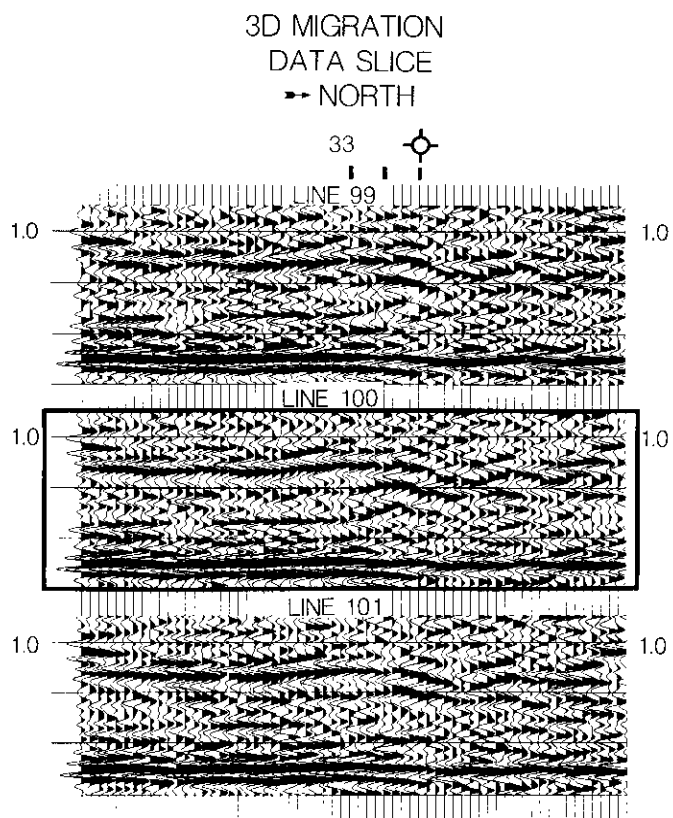 3D MIGRATION
DATA SLICE
NORTH
33
LINE 99
1.0 1.0
LINE 100
1.0 1.0
LINE 101
1.0 1.0